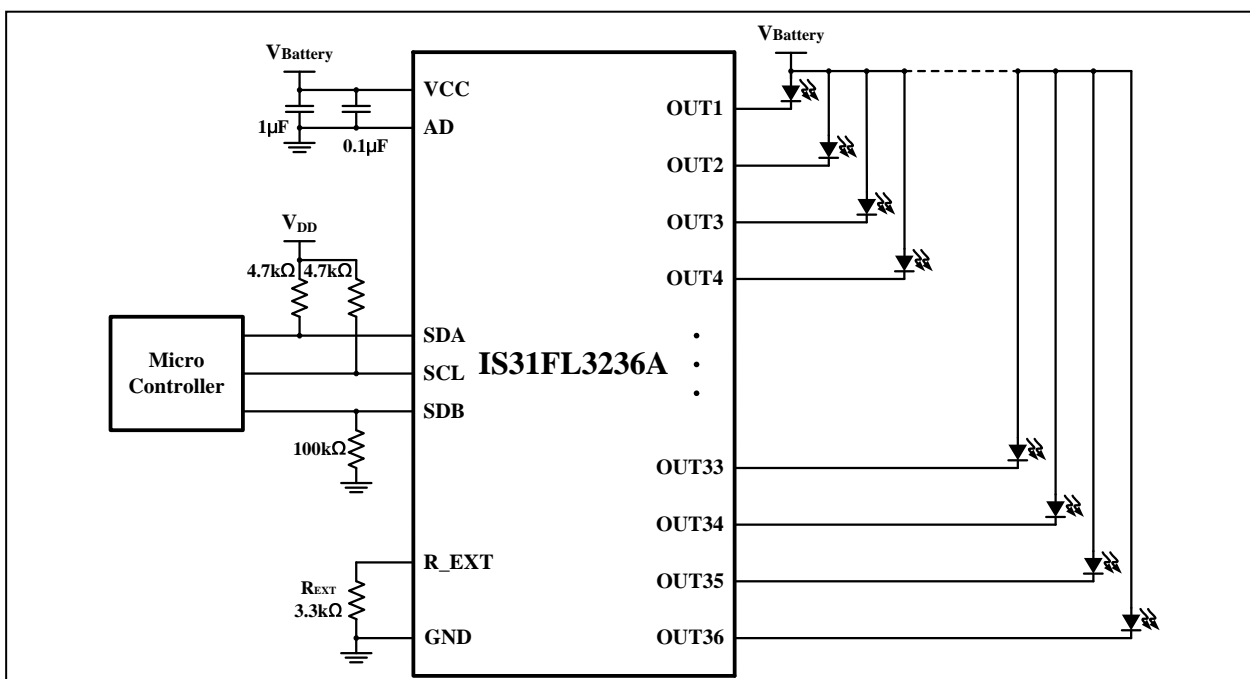 VBattery
VCC
1µF
0.1µF
AD
VDD
4.7kΩ 4.7kΩ
Micro
Controller
SDA
SCL
SDB
100kΩ
REXT
3.3kΩ
R_EXT
GND
IS31FL3236A
VBattery
OUT1
OUT2
OUT3
OUT4
OUT33
OUT34
OUT35
OUT36